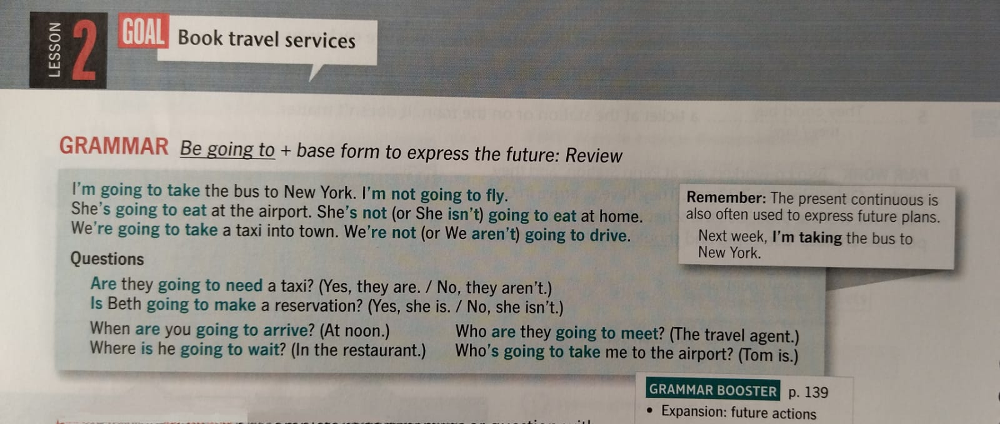 LESSON 2
GOAL Book travel services
GRAMMAR Be going to + base form to express the future: Review
I'm going to take the bus to New York. I'm not going to fly.
She's going to eat at the airport. She's not (or She isn't) going to eat at home.
We're going to take a taxi into town. We're not (or We aren't) going to drive.
Questions
Are they going to need a taxi? (Yes, they are. / No, they aren't.)
Is Beth going to make a reservation? (Yes, she is. / No, she isn't.)
When are you going to arrive? (At noon.)
Where is he going to wait? (In the restaurant.)
Who are they going to meet? (The travel agent.)
Who's going to take me to the airport? (Tom is.)
Remember: The present continuous is
also often used to express future plans.
Next week, I'm taking the bus to
New York.
GRAMMAR BOOSTER p. 139
• Expansion: future actions